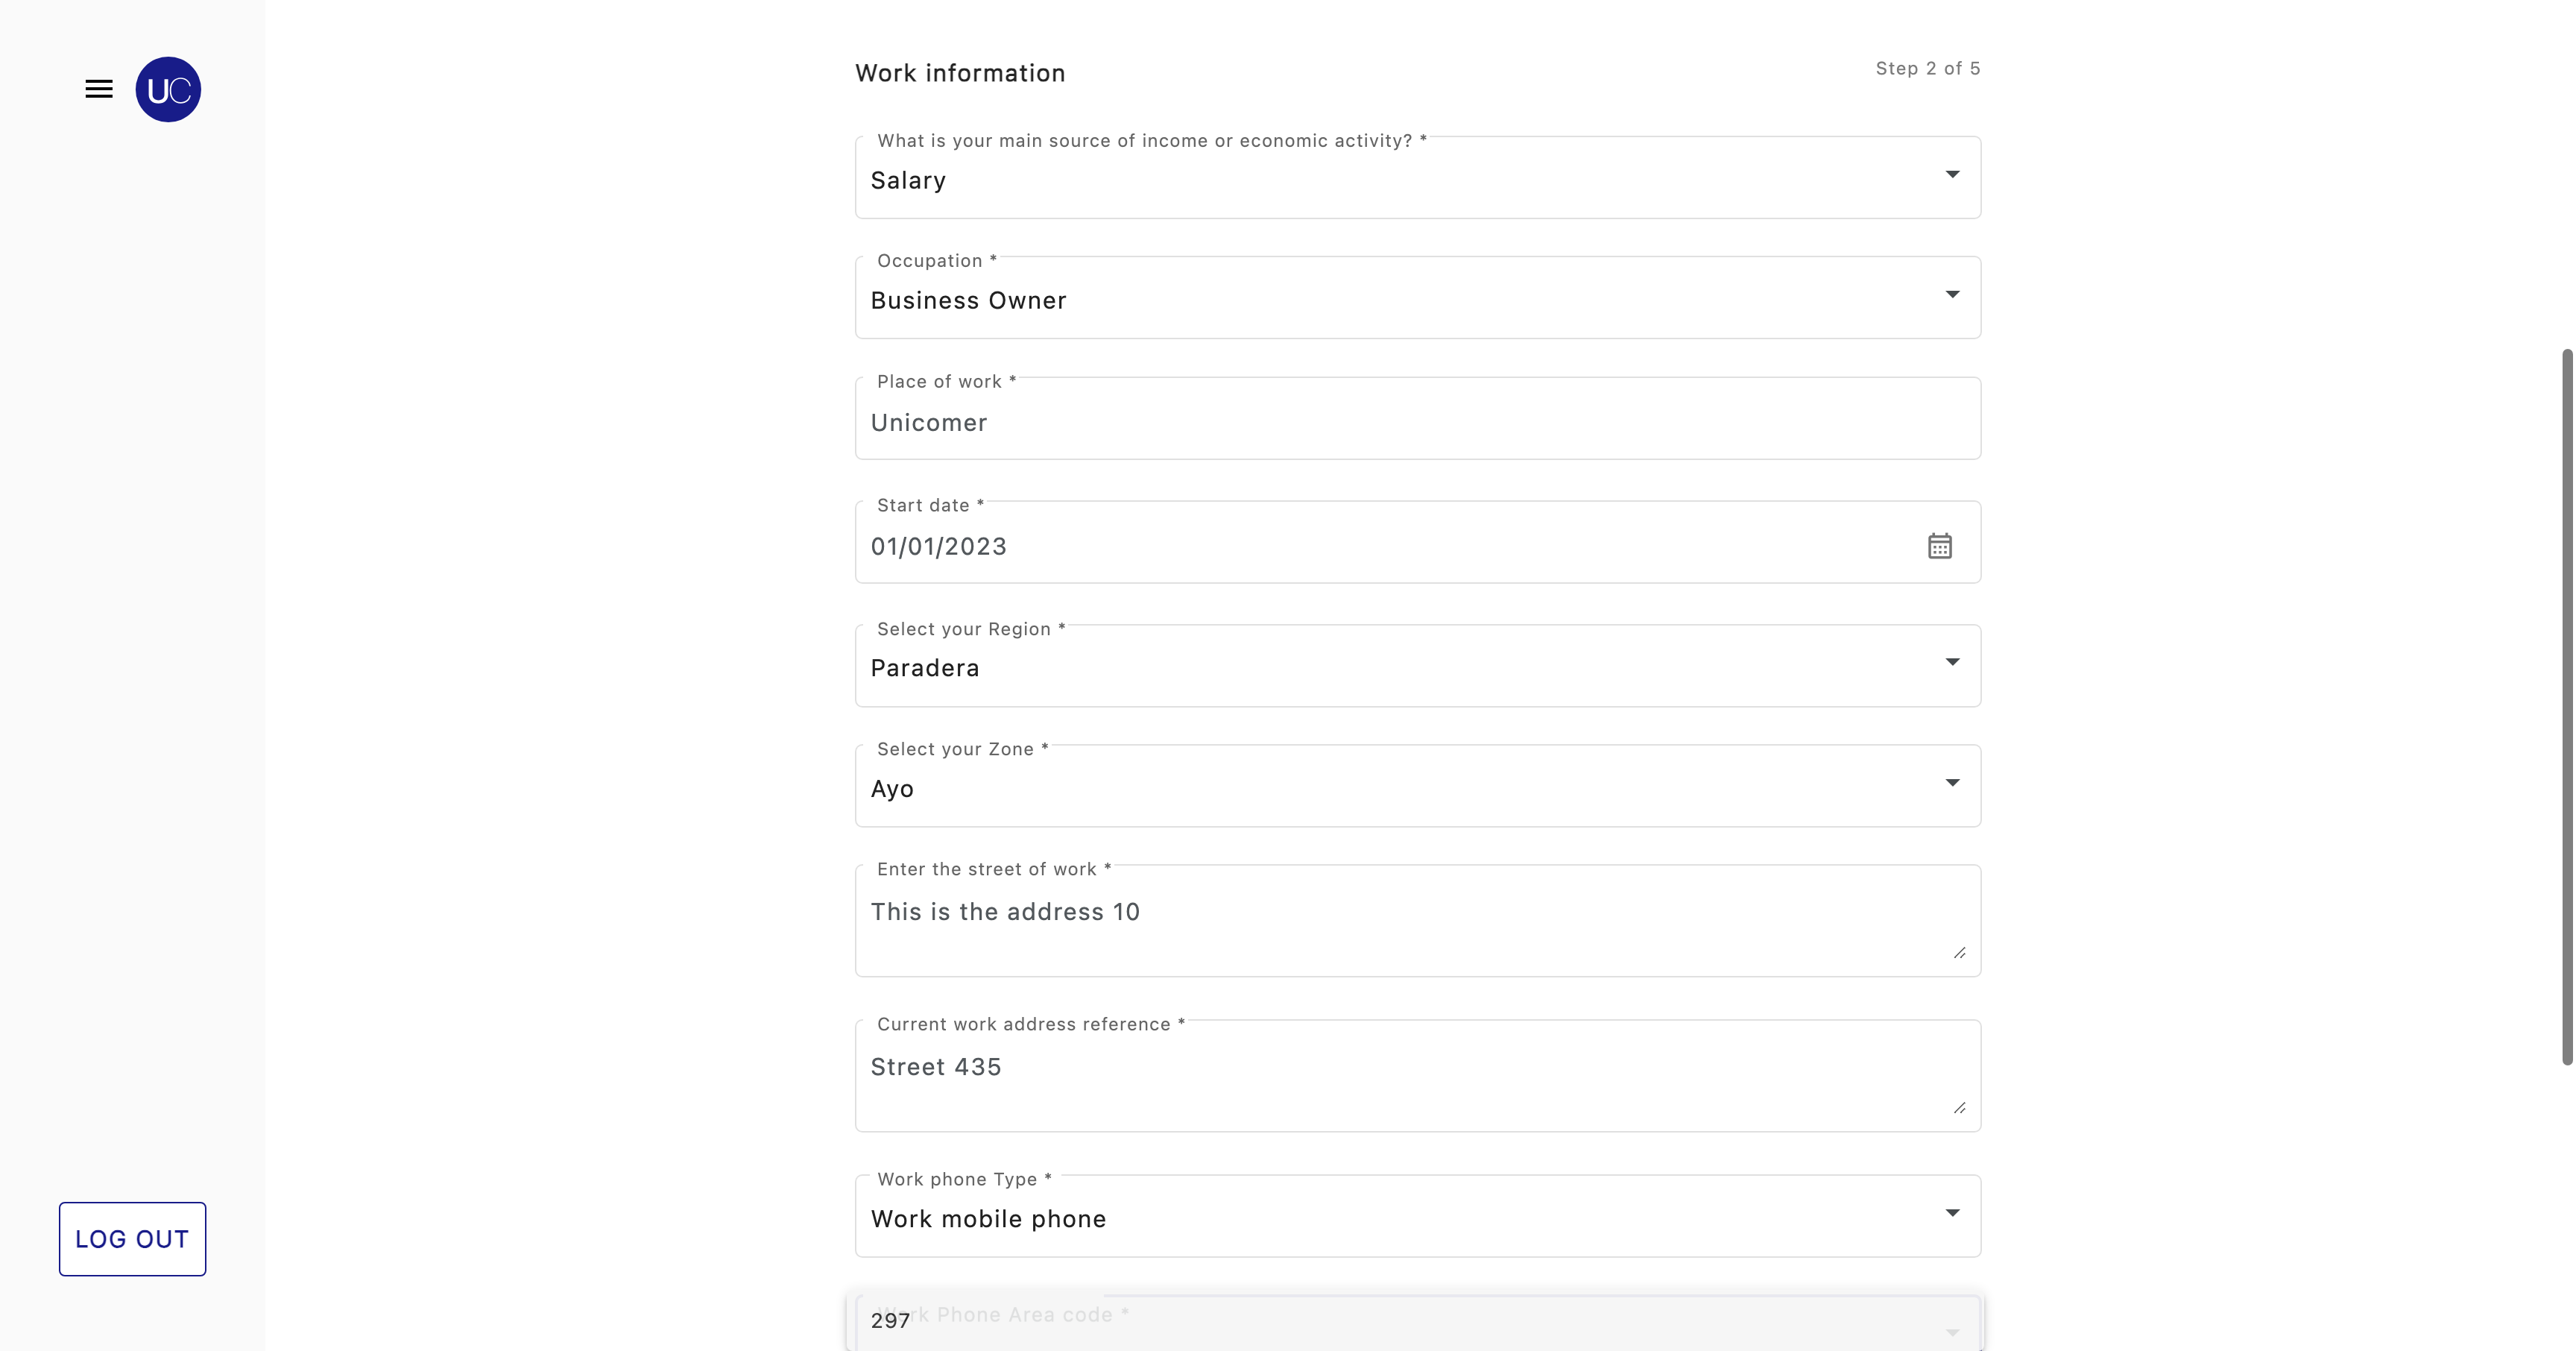 UC
Work information
Step 2 of 5
What is your main source of income or economic activity? *
Salary
Occupation *
Business Owner
Place of work *
Unicomer
Start date *
01/01/2023
Select your Region *
Paradera
Select your Zone *
Ayo
Enter the street of work *
This is the address 10
Current work address reference *
Street 435
Work phone Type *
Work mobile phone
Work Phone Area code *
297
LOG OUT